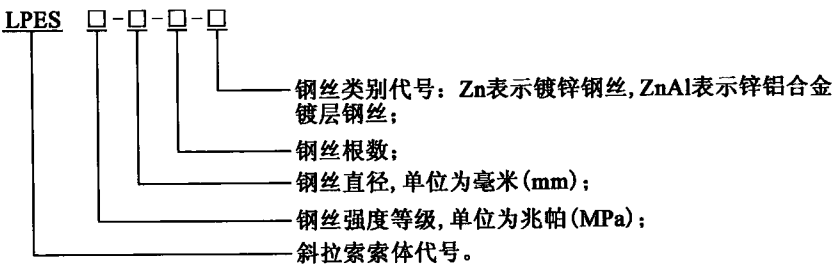 LPES □-□-□-□
钢丝类别代号：Zn表示镀锌钢丝,ZnAl表示锌铝合金
镀层钢丝；
钢丝根数；
钢丝直径,单位为毫米(mm)；
钢丝强度等级,单位为兆帕(MPa)；
斜拉索索体代号。